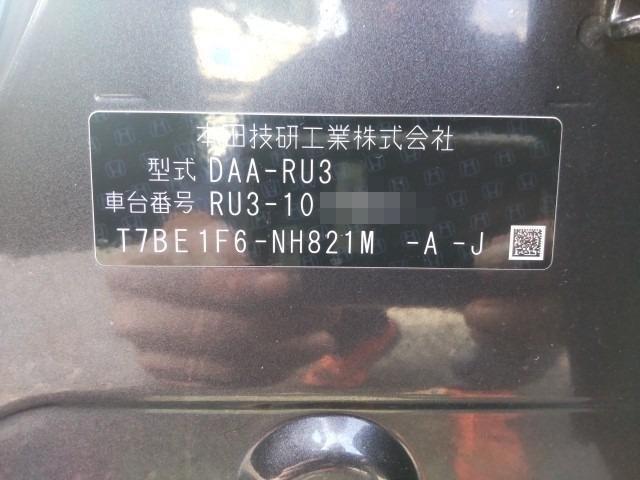 本田技研工業株式会社
型式 DAA-RU3
車台番号 RU3-10
T7BE1F6-NH821M -A -J